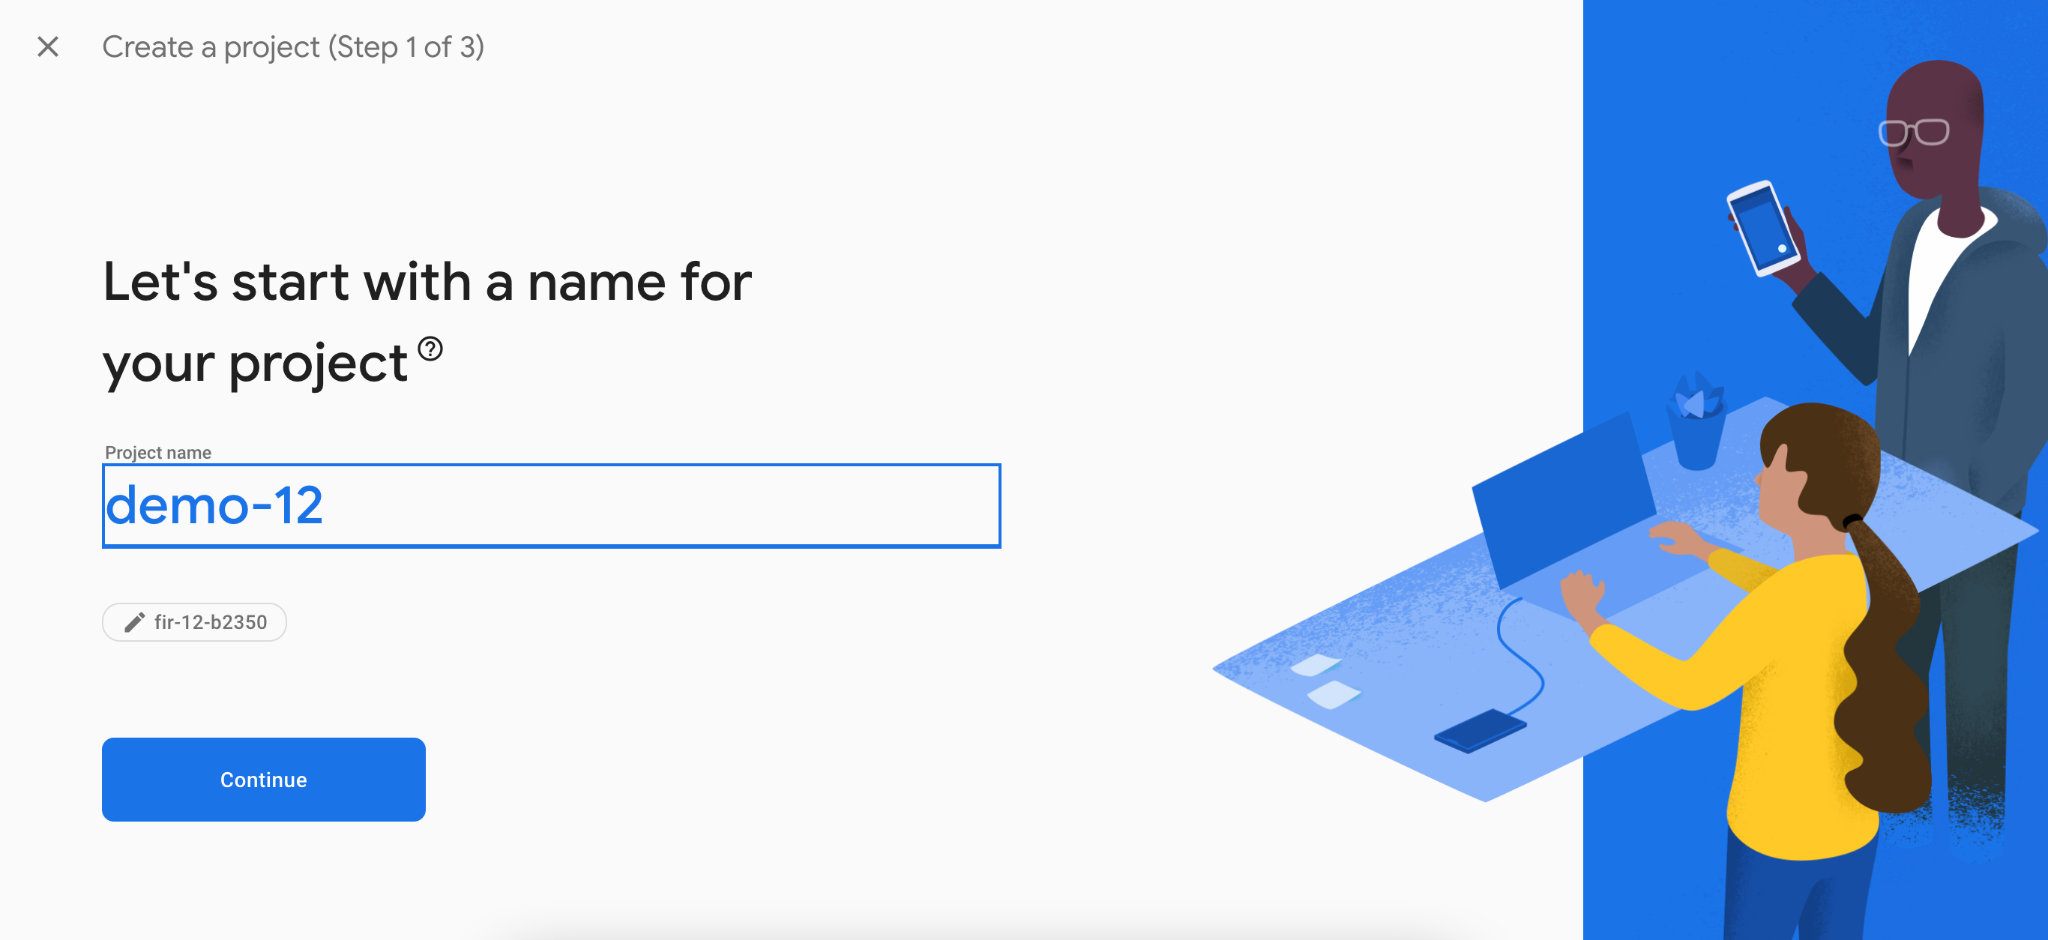 Create a project (Step 1 of 3)
Let's start with a name for
your project
Project name
demo-12
fir-12-b2350
Continue